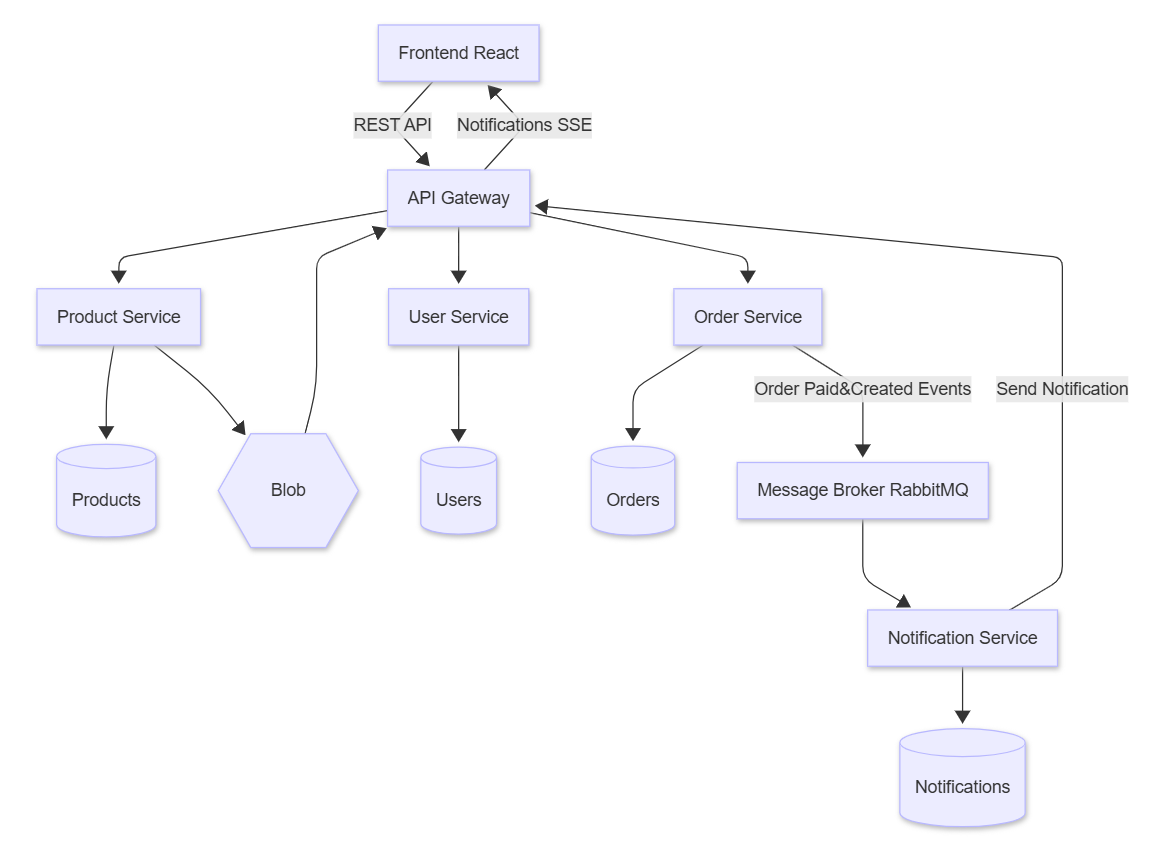 Frontend React
REST API
Notifications SSE
API Gateway
Product Service
User Service
Order Service
Order Paid&Created Events
Send Notification
Products
Blob
Users
Orders
Message Broker RabbitMQ
Notification Service
Notifications